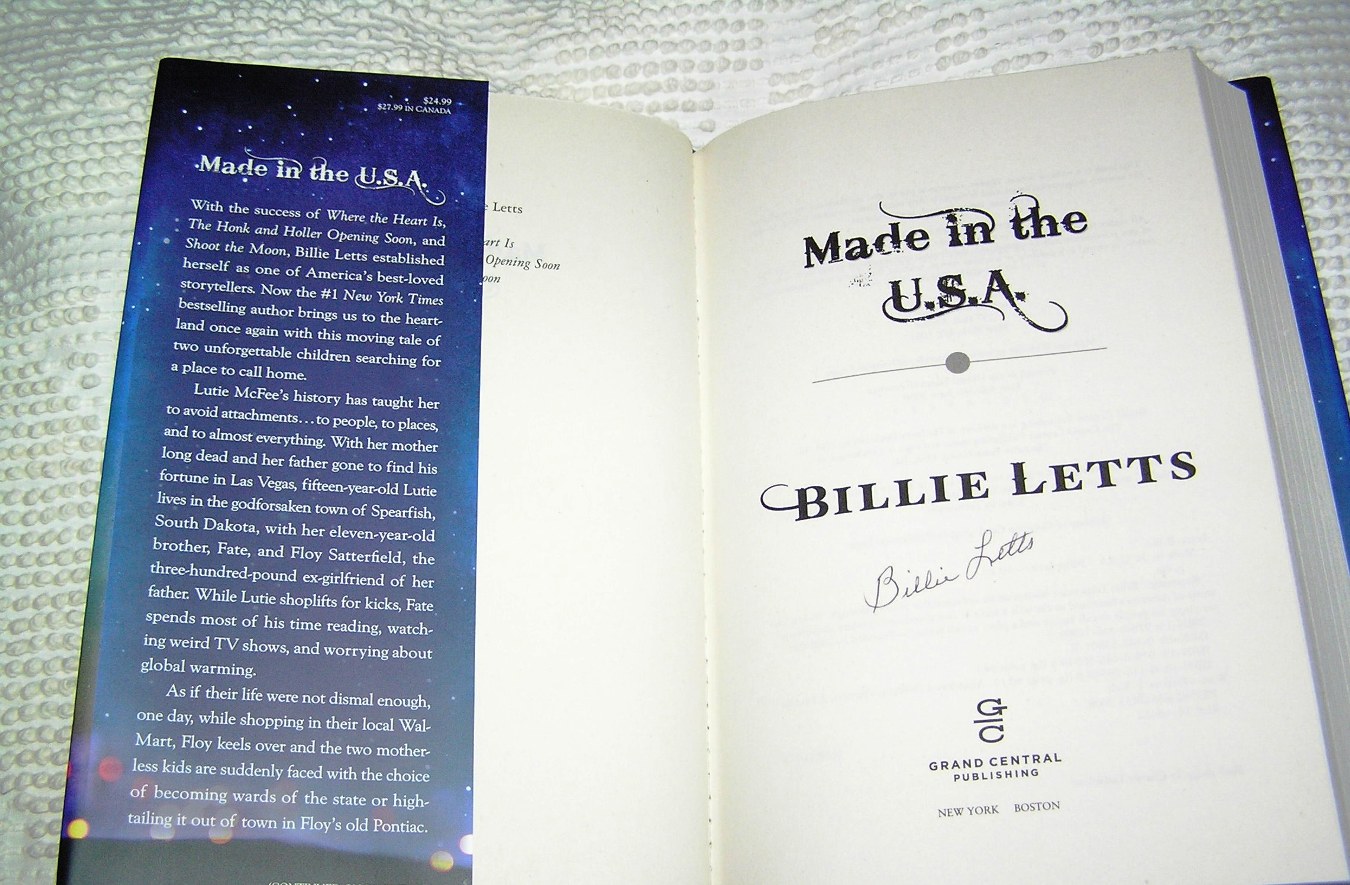 $24.99
$27.99 IN CANADA
Made in the U.S.A.
With the success of Where the Heart Is,
The Honk and Holler Opening Soon, and
Shoot the Moon, Billie Letts established
herself as one of America's best-loved
storytellers. Now the #1 New York Times
bestselling author brings us to the heart-
land once again with this moving tale of
two unforgettable children searching for
a place to call home.
Lutie McFee's history has taught her
to avoid attachments...to people, to places,
and to almost everything. With her mother
long dead and her father gone to find his
fortune in Las Vegas, fifteen-year-old Lutie
lives in the godforsaken town of Spearfish,
South Dakota, with her eleven-year-old
brother, Fate, and Floy Satterfield, the
three-hundred-pound ex-girlfriend of her
father. While Lutie shoplifts for kicks, Fate
spends most of his time reading, watch-
ing weird TV shows, and worrying about
global warming.
As if their life were not dismal enough,
one day, while shopping in their local Wal-
Mart, Floy keels over and the two mother-
less kids are suddenly faced with the choice
of becoming wards of the state or high-
tailing it out of town in Floy's old Pontiac.
Letts
art Is
Opening Soon
oon
Made in the
U.S.A.
BILLIE LETTS
Billie Letts
GC
GRAND CENTRAL
PUBLISHING
NEW YORK BOSTON